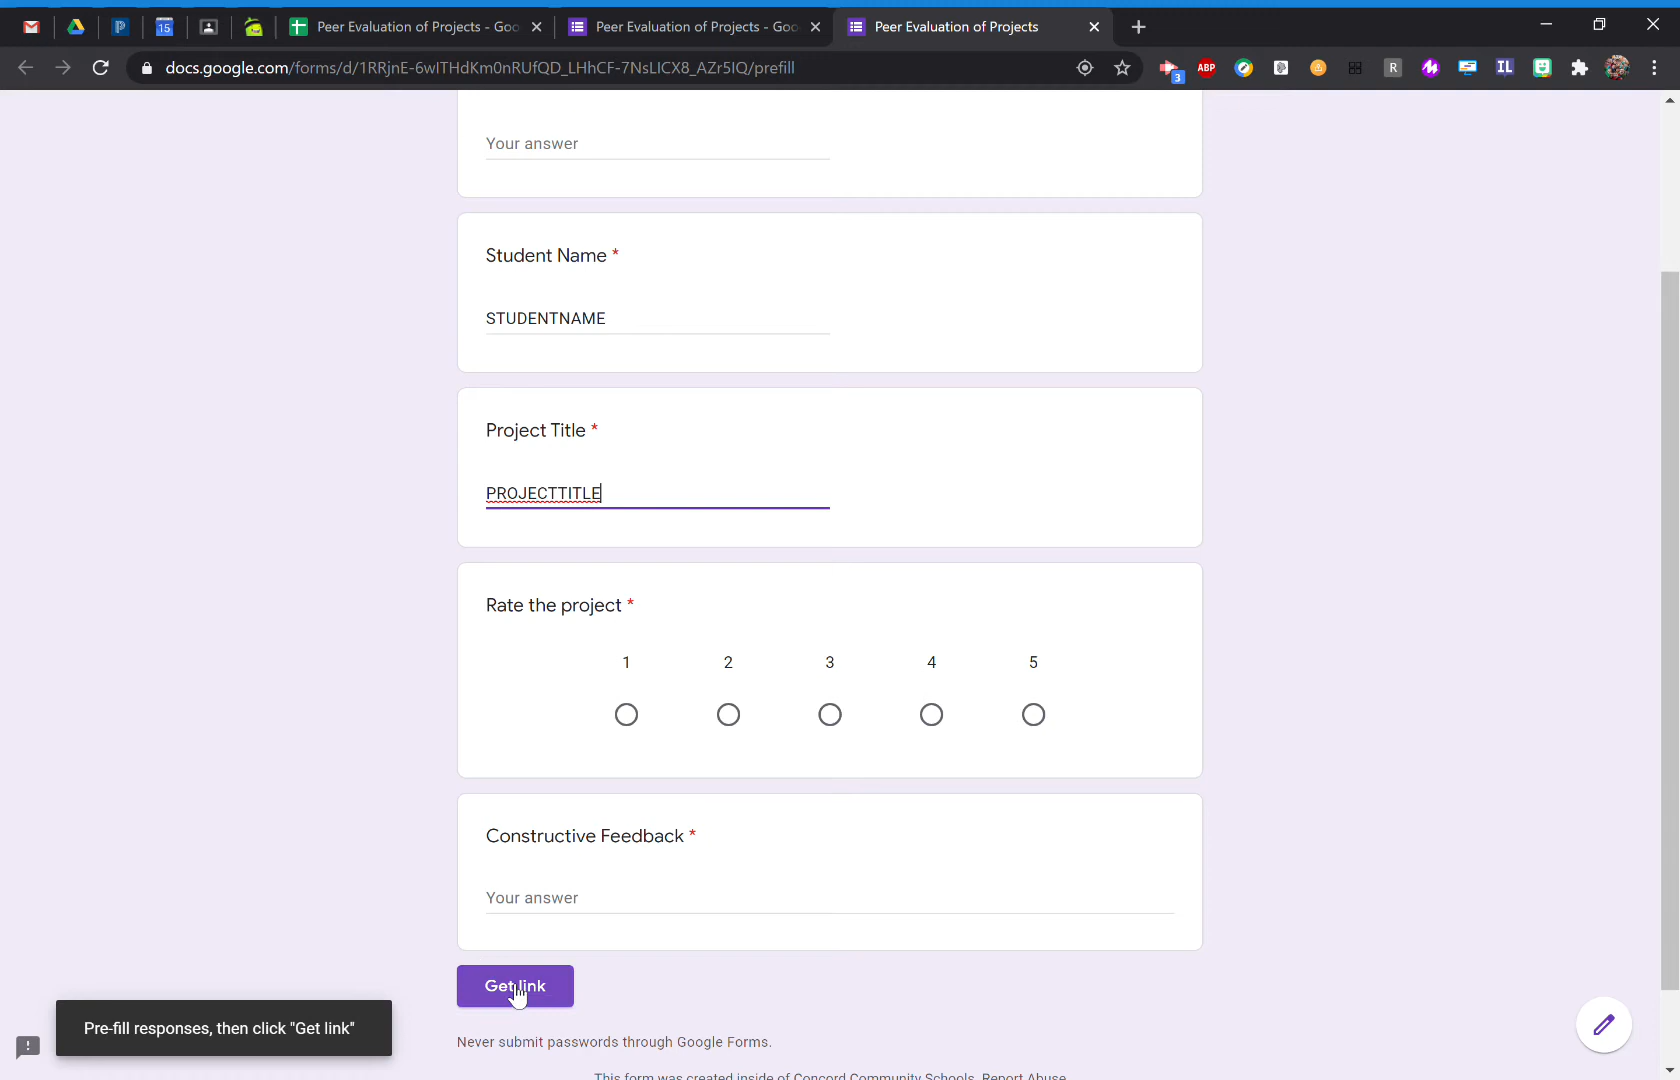 15
Peer Evaluation of Projects - Goo
Peer Evaluation of Projects - Goo
Peer Evaluation of Projects
docs.google.com/forms/d/1RRjnE-6wITHdKm0nRUfQD_LHhCF-7NsLICX8_AZr5IQ/prefill
3
ABP
R
IL
Your answer
Student Name *
STUDENTNAME
Project Title *
PROJECTTITLE
Rate the project *
1 2 3 4 5
Constructive Feedback *
Your answer
Get link
Pre-fill responses, then click "Get link"
Never submit passwords through Google Forms.
This form was created inside of Concord Community Schools. Report Abuse